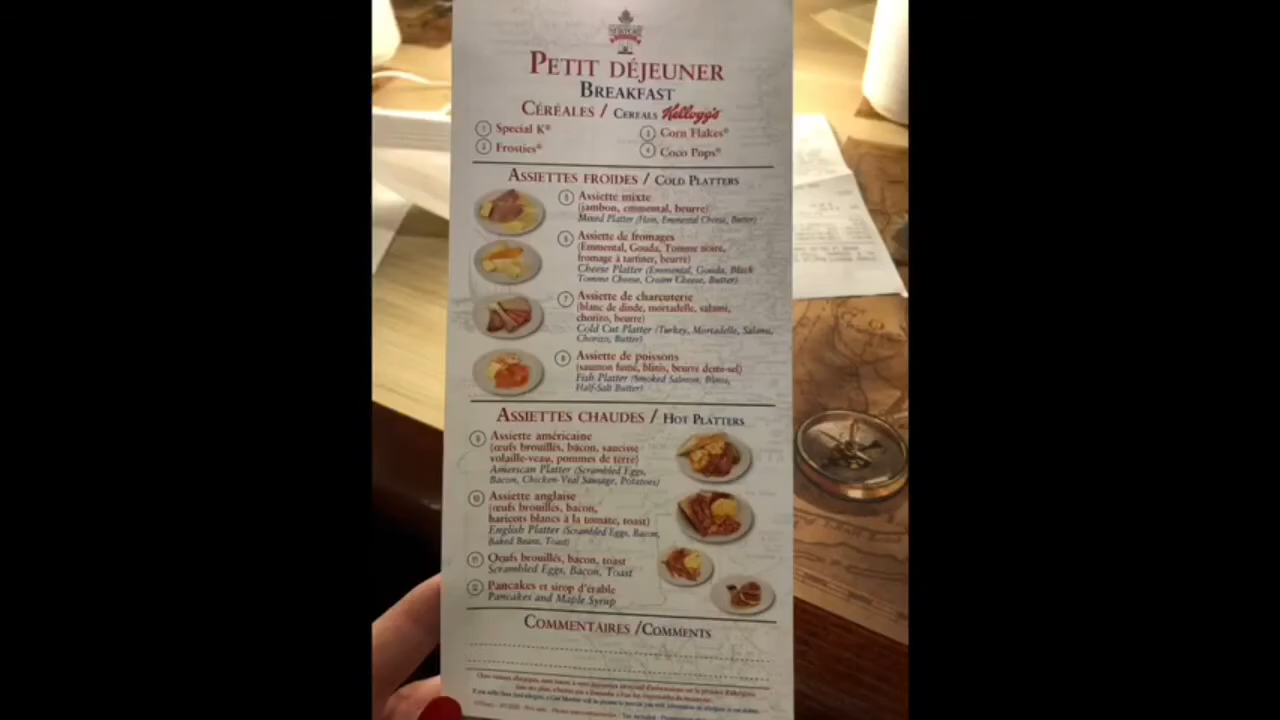 PETIT DÉJEUNER
BREAKFAST
CÉRÉALES / CEREALS Kellogg's
1 Special K®
3 Corn Flakes®
2 Frosties®
4 Coco Pops®
ASSIETTES FROIDES / COLD PLATTERS
5 Assiette mixte
(jambon, emmental, beurre)
Mixed Platter (Ham, Emmental Cheese, Butter)
6 Assiette de fromages
(Emmental, Gouda, Tomme noire,
fromage à tartiner, beurre)
Cheese Platter (Emmental, Gouda, Black
Tomme Cheese, Cream Cheese, Butter)
7 Assiette de charcuterie
(blanc de dinde, mortadelle, salami,
chorizo, beurre)
Cold Cut Platter (Turkey, Mortadelle, Salami,
Chorizo, Butter)
8 Assiette de poissons
(saumon fumé, blinis, beurre demi-sel)
Fish Platter (Smoked Salmon, Blinis,
Half-Salt Butter)
ASSIETTES CHAUDES / HOT PLATTERS
9 Assiette américaine
(œufs brouillés, bacon, saucisse
volaille-veau, pommes de terre)
American Platter (Scrambled Eggs,
Bacon, Chicken-Veal Sausage, Potatoes)
10 Assiette anglaise
(œufs brouillés, bacon,
haricots blancs à la tomate, toast)
English Platter (Scrambled Eggs, Bacon,
Baked Beans, Toast)
11 Oeufs brouillés, bacon, toast
Scrambled Eggs, Bacon, Toast
12 Pancakes et sirop d'érable
Pancakes and Maple Syrup
COMMENTAIRES /COMMENTS